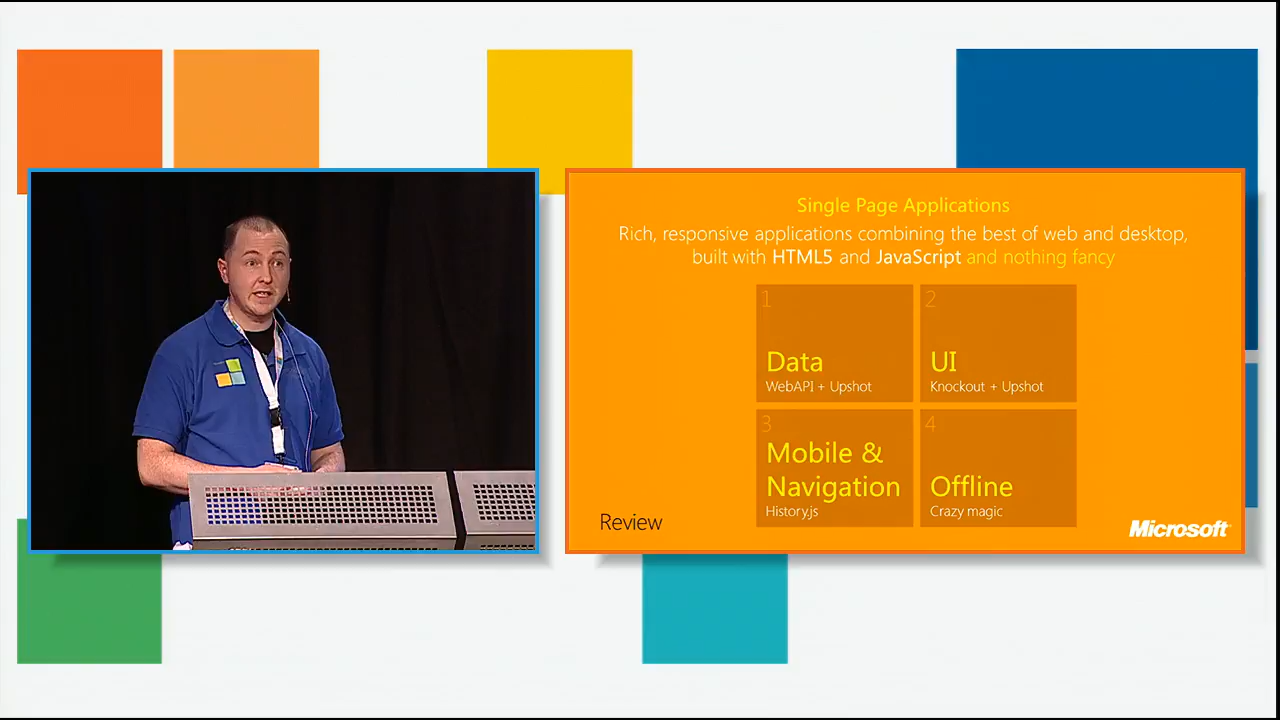 Single Page Applications
Rich, responsive applications combining the best of web and desktop,
built with HTML5 and JavaScript and nothing fancy
1
Data
WebAPI + Upshot
2
UI
Knockout + Upshot
3
Mobile &
Navigation
History.js
4
Offline
Crazy magic
Review
Microsoft